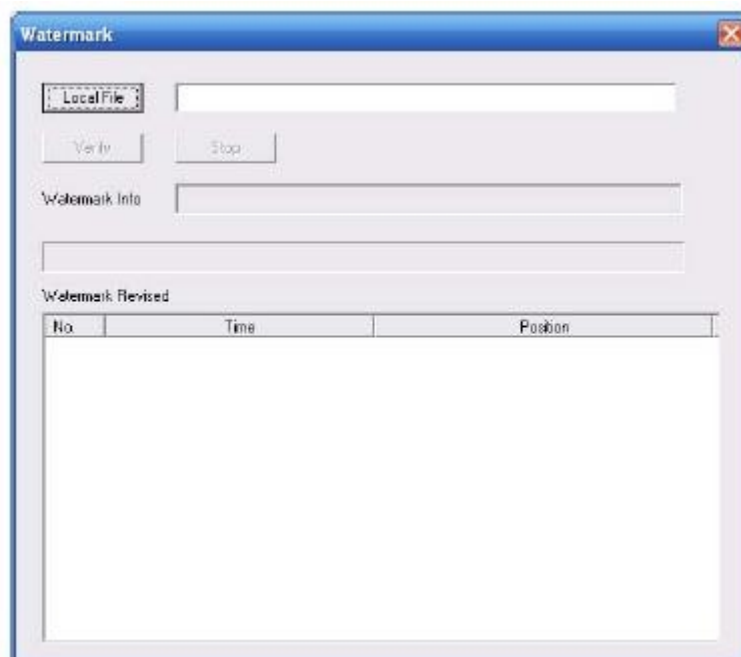 Watermark
Local File
Verify Stop
Watermark Info
Watermark Revised
No. Time Position